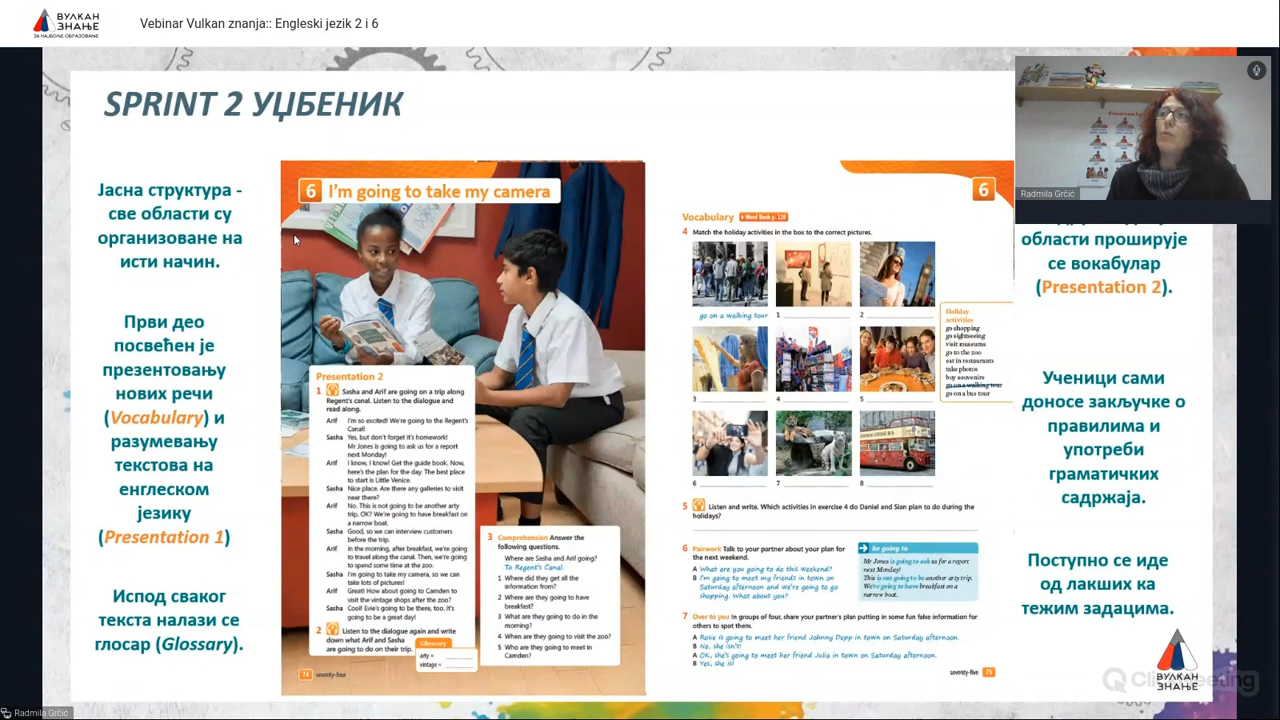 ВУЛКАН
ЗНАЊЕ
ЗА НАЈБОЉЕ ОБРАЗОВАЊЕ
Vebinar Vulkan znanja:: Engleski jezik 2 i 6
SPRINT 2 УЏБЕНИК
Јасна структура -
све области су
организоване на
исти начин.
Први део
посвећен је
презентовању
нових речи
(Vocabulary) и
разумевању
текстова на
енглеском
језику
(Presentation 1)
Испод сваког
текста налази се
глосар (Glossary).
6 I'm going to take my camera
Presentation 2
1 Sasha and Arif are going on a trip along
Regent's canal. Listen to the dialogue and
read along.
Arif I'm so excited! We're going to the Regent's
Canal!
Sasha Yes, but don't forget it's homework!
Mr Jones is going to ask us for a report
next Monday!
Arif I know, I know! Get the guide book. Now,
here's the plan for the day. The best place
to start is Little Venice.
Sasha Nice place. Are there any galleries to visit
near there?
Arif No. This is not going to be another arty
trip, OK? We're going to have breakfast on
a narrow boat.
Sasha Good, so we can interview customers
before the trip.
Arif In the morning, after breakfast, we're going
to travel along the canal. Then, we're going
to spend some time at the zoo.
Sasha I'm going to take my camera, so we can
take lots of pictures!
Arif Great! How about going to Camden to
visit the vintage shops after the zoo?
Sasha Cool! Evie's going to be there, too. It's
going to be a great day!
2 Listen to the dialogue again and write
down what Arif and Sasha
are going to do on their trip.
Glossary
arty =
vintage =
74 seventy-four
3 Comprehension Answer the
following questions.
Where are Sasha and Arif going?
To Regent's Canal.
1 Where did they get all the
information from?
2 Where are they going to have
breakfast?
3 What are they going to do in the
morning?
4 When are they going to visit the zoo?
5 Who are they going to meet in
Camden?
6
Vocabulary Word Bank p. 128
4 Match the holiday activities in the box to the correct pictures.
go on a walking tour
1
2
3
4
5
6
7
8
Holiday
activities
go shopping
go sightseeing
visit museums
go to the zoo
eat in restaurants
take photos
buy souvenirs
go on a walking tour
go on a bus tour
5 Listen and write. Which activities in exercise 4 do Daniel and Sian plan to do during the
holidays?
6 Pairwork Talk to your partner about your plan for
the next weekend.
A What are you going to do this Weekend?
B I'm going to meet my friends in town on
Saturday afternoon and we're going to go
shopping. What about you?
be going to
Mr Jones is going to ask us for a report
next Monday!
This is not going to be another arty trip.
We're going to have breakfast on a
narrow boat.
7 Over to you In groups of four, share your partner's plan putting in some fun false information for
others to spot them.
A Rosie is going to meet her friend Johnny Depp in town on Saturday afternoon.
B No, she isn't!
A OK, she's going to meet her friend Julia in town on Saturday afternoon.
B Yes, she is!
seventy-five 75
Radmila Grčić
области проширује
се вокабулар
(Presentation 2).
Ученици сами
доносе закључке о
правилима и
употреби
граматичких
садржаја.
Поступно се иде
од лакших ка
тежим задацима.
ВУЛКАН
ЗНАЊЕ
ClickMeeting
Radmila Grčić